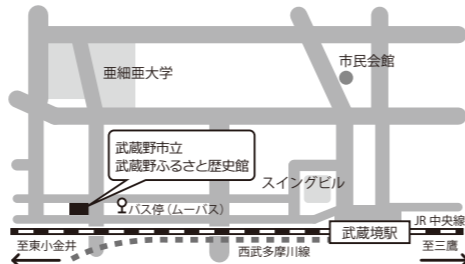 亜細亜大学
市民会館
武蔵野市立
武蔵野ふるさと歴史館
スイングビル
バス停（ムーバス）
JR 中央線
武蔵境駅
至東小金井
西武多摩川線
至三鷹